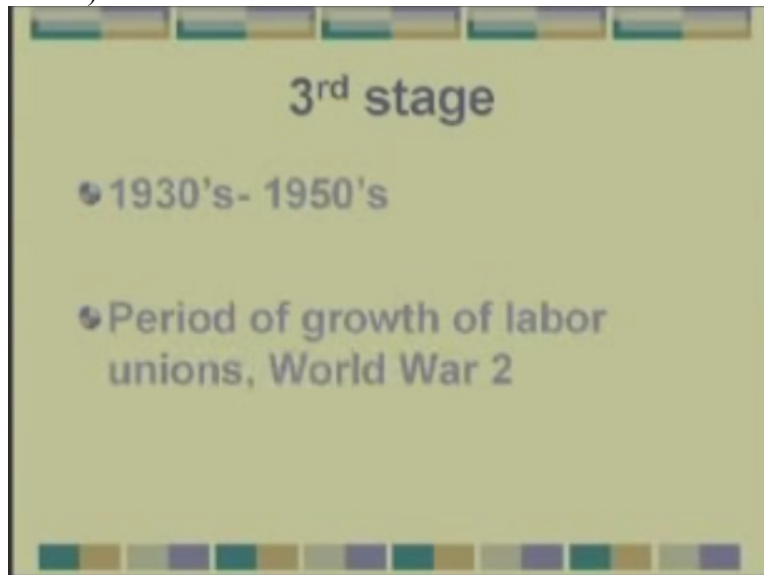 3rd stage
1930's- 1950's
Period of growth of labor
unions, World War 2